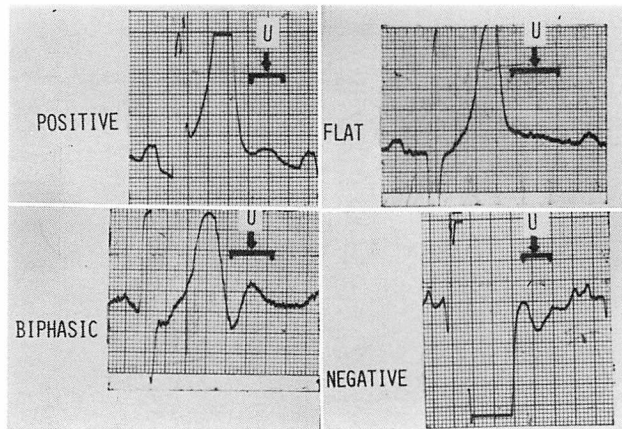 U
POSITIVE
U
FLAT
U
BIPHASIC
U
NEGATIVE